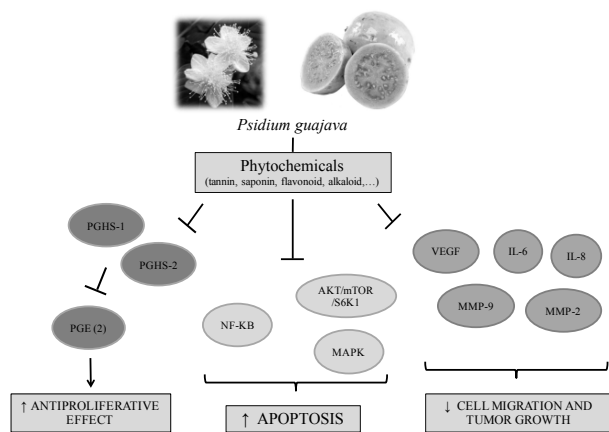 Psidium guajava
Phytochemicals
(tannin, saponin, flavonoid, alkaloid,…)
PGHS-1
PGHS-2
PGE (2)
↑ ANTIPROLIFERATIVE
EFFECT
AKT/mTOR
/S6K1
NF-KB
MAPK
↑ APOPTOSIS
VEGF
IL-6
IL-8
MMP-9
MMP-2
↓ CELL MIGRATION AND
TUMOR GROWTH